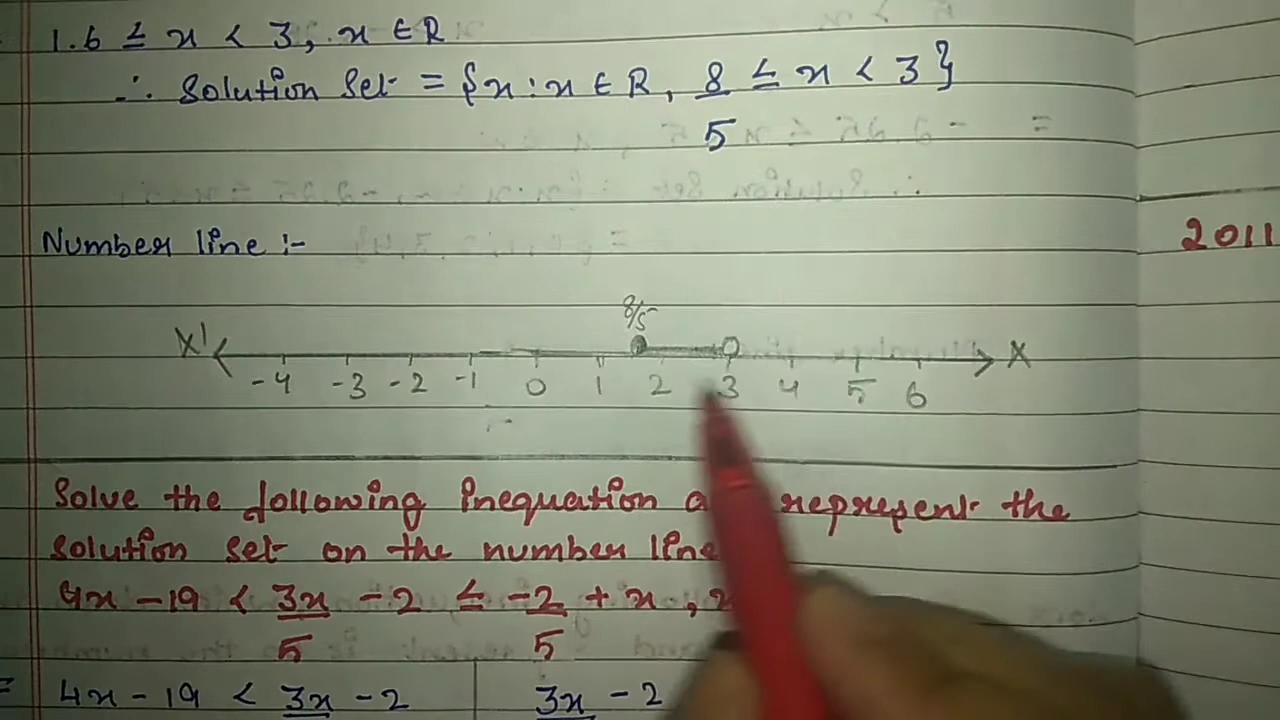 1.6 ≤ x < 3, x ∈ R
∴ Solution Set = {x : x ∈ R, 8/5 ≤ x < 3}
Number line :-
2011
8/5
X' X
-4 -3 -2 -1 0 1 2 3 4 5 6
Solve the following inequation represent the
solution set on the number line
4x - 19 < 3x/5 - 2 ≤ -2/5 + x ,
= 4x - 19 < 3x - 2 3x - 2